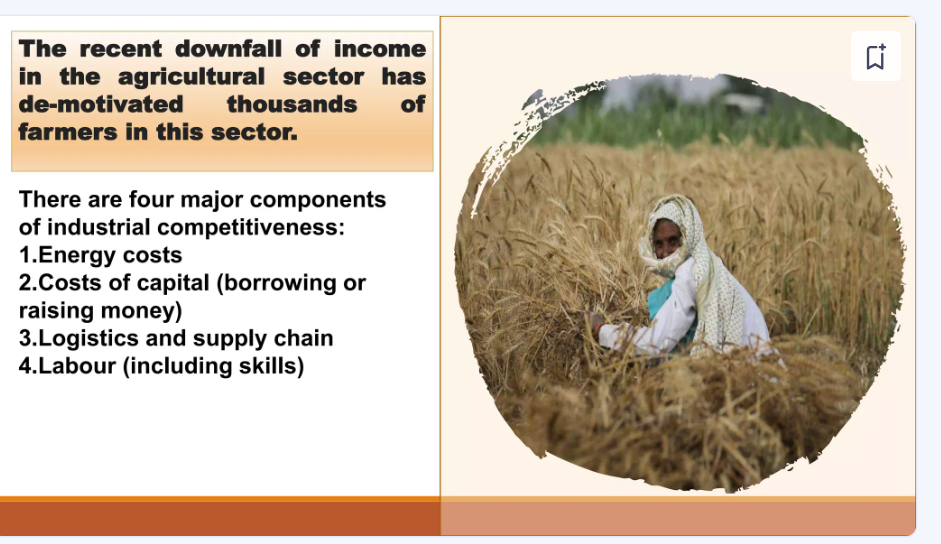 The recent downfall of income
in the agricultural sector has
de-motivated thousands of
farmers in this sector.
There are four major components
of industrial competitiveness:
1.Energy costs
2.Costs of capital (borrowing or
raising money)
3.Logistics and supply chain
4.Labour (including skills)